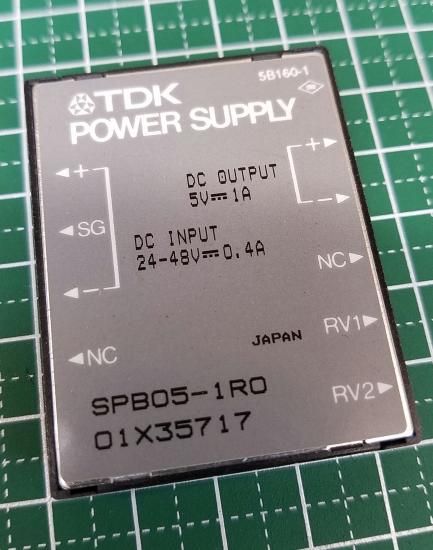 5B160-1
TDK
POWER SUPPLY
+
+
DC OUTPUT
5V⎓1A
−
SG
DC INPUT
24-48V⎓0.4A
NC
−
RV1
JAPAN
NC
RV2
SPB05-1R0
01X35717